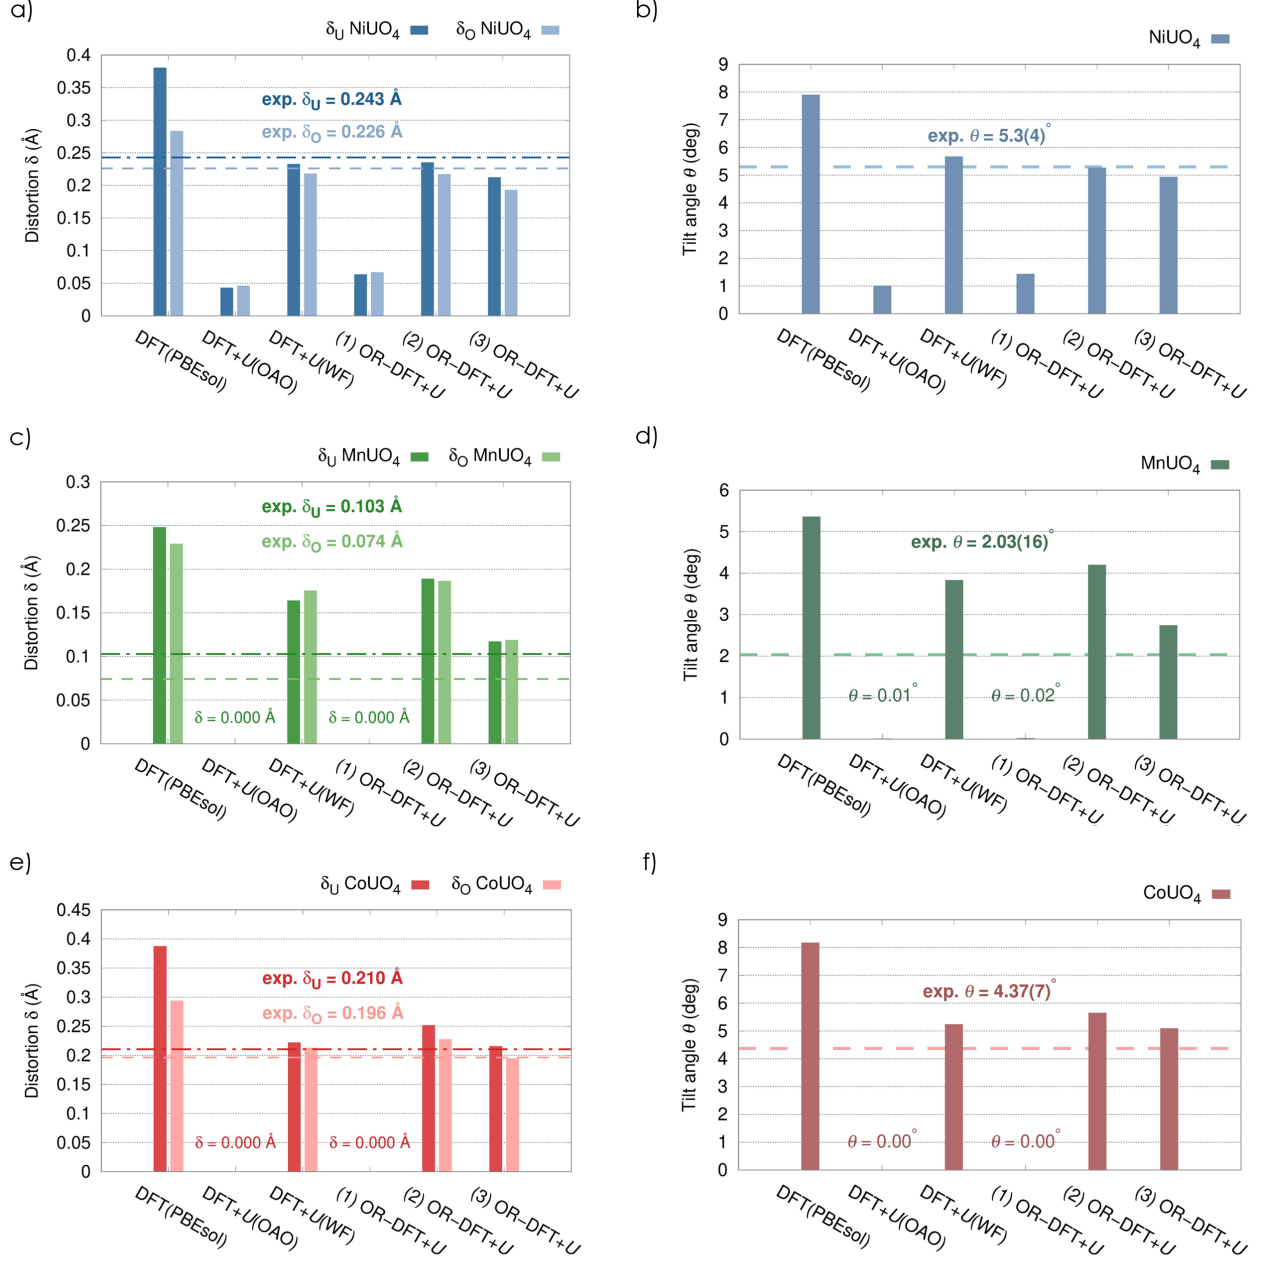 a)
δU NiUO4 δO NiUO4
0.4
0.35
0.3
0.25
0.2
0.15
0.1
0.05
0
Distortion δ (Å)
exp. δU = 0.243 Å
exp. δO = 0.226 Å
DFT(PBEsol)
DFT+U(OAO)
DFT+U(WF)
(1) OR–DFT+U
(2) OR–DFT+U
(3) OR–DFT+U
b)
NiUO4
9
8
7
6
5
4
3
2
1
0
Tilt angle θ (deg)
exp. θ = 5.3(4)°
DFT(PBEsol)
DFT+U(OAO)
DFT+U(WF)
(1) OR–DFT+U
(2) OR–DFT+U
(3) OR–DFT+U
c)
δU MnUO4 δO MnUO4
0.3
0.25
0.2
0.15
0.1
0.05
0
Distortion δ (Å)
exp. δU = 0.103 Å
exp. δO = 0.074 Å
δ = 0.000 Å δ = 0.000 Å
DFT(PBEsol)
DFT+U(OAO)
DFT+U(WF)
(1) OR–DFT+U
(2) OR–DFT+U
(3) OR–DFT+U
d)
MnUO4
6
5
4
3
2
1
0
Tilt angle θ (deg)
exp. θ = 2.03(16)°
θ = 0.01° θ = 0.02°
DFT(PBEsol)
DFT+U(OAO)
DFT+U(WF)
(1) OR–DFT+U
(2) OR–DFT+U
(3) OR–DFT+U
e)
δU CoUO4 δO CoUO4
0.45
0.4
0.35
0.3
0.25
0.2
0.15
0.1
0.05
0
Distortion δ (Å)
exp. δU = 0.210 Å
exp. δO = 0.196 Å
δ = 0.000 Å δ = 0.000 Å
DFT(PBEsol)
DFT+U(OAO)
DFT+U(WF)
(1) OR–DFT+U
(2) OR–DFT+U
(3) OR–DFT+U
f)
CoUO4
9
8
7
6
5
4
3
2
1
0
Tilt angle θ (deg)
exp. θ = 4.37(7)°
θ = 0.00° θ = 0.00°
DFT(PBEsol)
DFT+U(OAO)
DFT+U(WF)
(1) OR–DFT+U
(2) OR–DFT+U
(3) OR–DFT+U